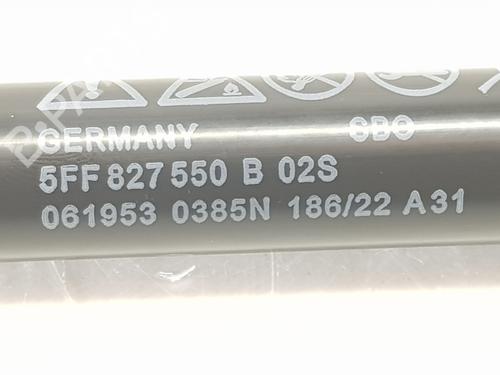 GERMANY SBO
5FF 827 550 B 02S
061953 0385N 186/22 A31